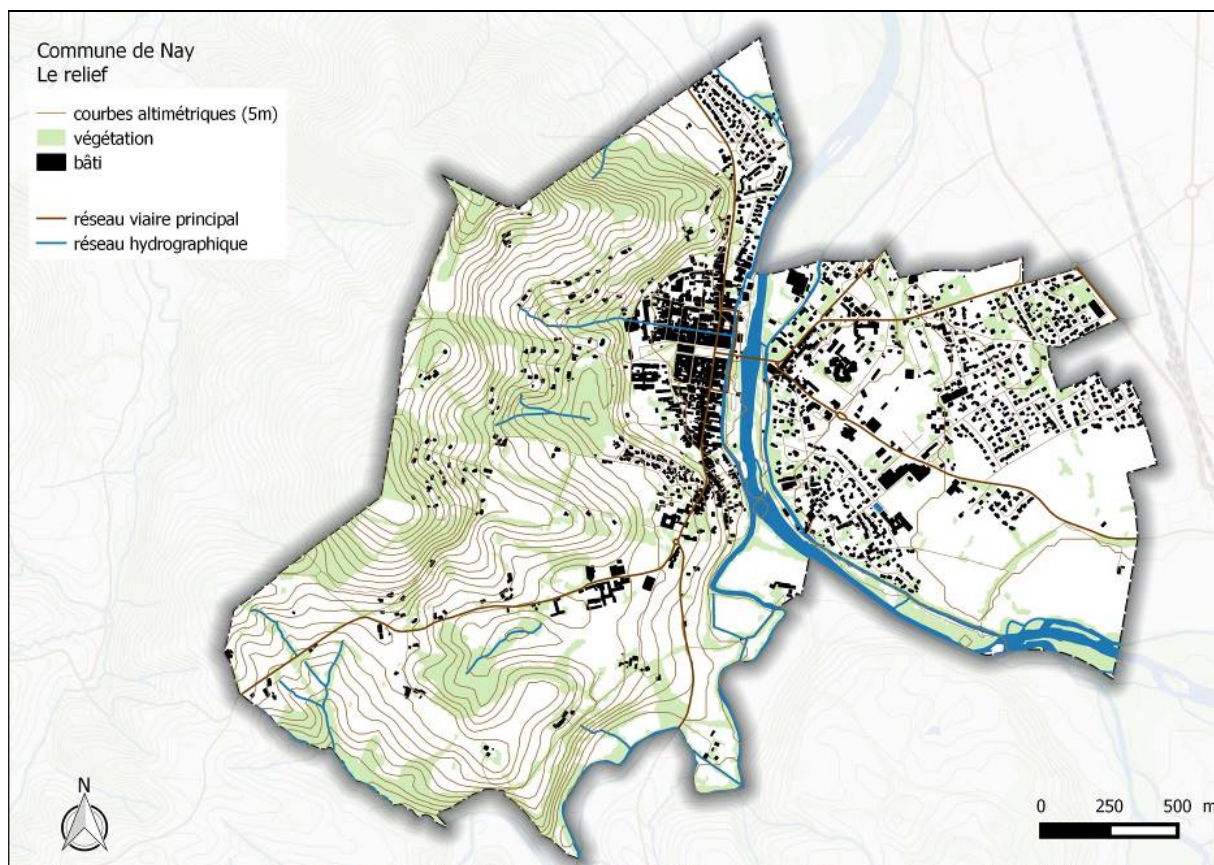 Commune de Nay
Le relief
courbes altimétriques (5m)
végétation
bâti
réseau viaire principal
réseau hydrographique
N
0 250 500 m